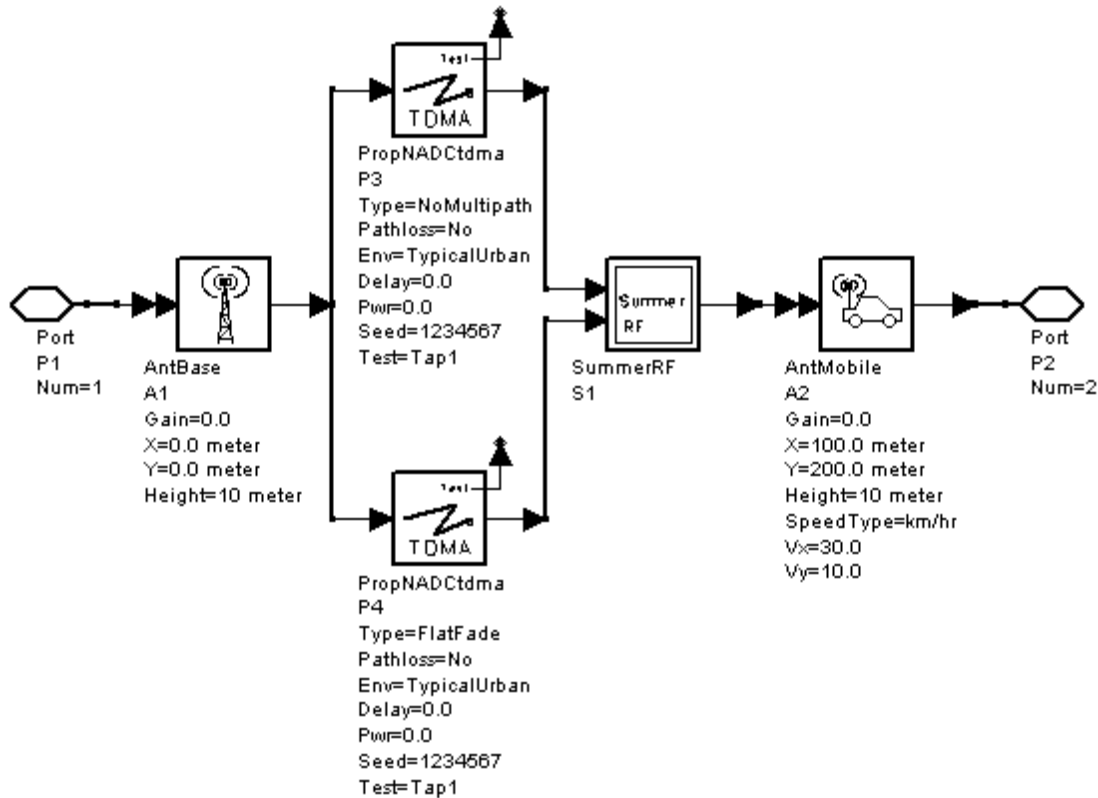 Test
TDMA
PropNADCtdma
P3
Type=NoMultipath
Pathloss=No
Env=TypicalUrban
Delay=0.0
Pwr=0.0
Seed=1234567
Test=Tap1
Port
P1
Num=1
AntBase
A1
Gain=0.0
X=0.0 meter
Y=0.0 meter
Height=10 meter
Summer
RF
SummerRF
S1
AntMobile
A2
Gain=0.0
X=100.0 meter
Y=200.0 meter
Height=10 meter
SpeedType=km/hr
Vx=30.0
Vy=10.0
Port
P2
Num=2
Test
TDMA
PropNADCtdma
P4
Type=FlatFade
Pathloss=No
Env=TypicalUrban
Delay=0.0
Pwr=0.0
Seed=1234567
Test=Tap1